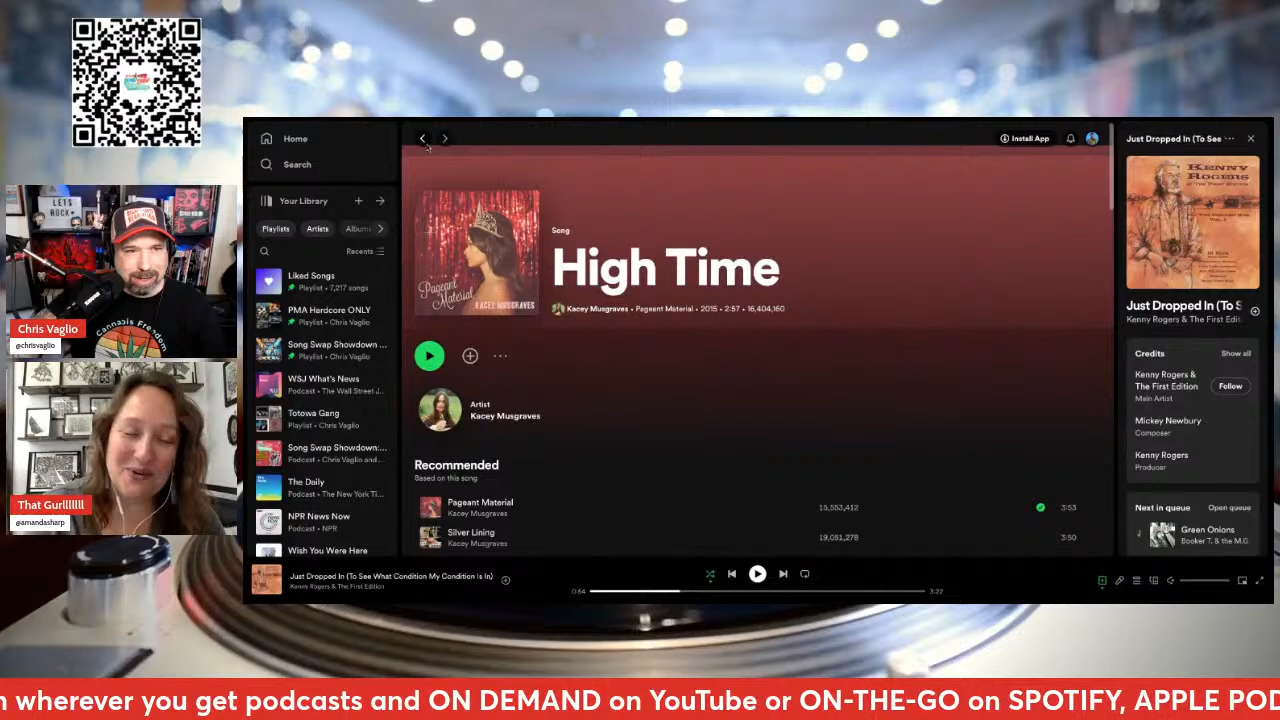 LETS
ROCK
Cannabis Freedom
Chris Vaglio
@chrisvaglio
That Gurlllllll
@amandasharp
Home
Search
Your Library
Playlists
Artists
Album
Recents
Liked Songs
Playlist • 7,217 songs
PMA Hardcore ONLY
Playlist • Chris Vaglio
Song Swap Showdown ...
Playlist • Chris Vaglio
WSJ What's News
Podcast • The Wall Street J...
Totowa Gang
Playlist • Chris Vaglio
Song Swap Showdown:...
Podcast • Chris Vaglio and...
The Daily
Podcast • The New York Ti...
NPR News Now
Podcast • NPR
Wish You Were Here
Install App
Pageant
Material
KACEY MUSGRAVES
Song
High Time
Kacey Musgraves • Pageant Material • 2015 • 2:57 • 16,404,160
Artist
Kacey Musgraves
Recommended
Based on this song
Pageant Material
Kacey Musgraves
15,553,412
3:53
Silver Lining
Kacey Musgraves
19,051,278
3:50
Just Dropped In (To See ...
KENNY
ROGERS
Just Dropped In (To S
Kenny Rogers & The First Edit
Credits
Show all
Kenny Rogers &
The First Edition
Main Artist
Follow
Mickey Newbury
Composer
Kenny Rogers
Producer
Next in queue
Open queue
Green Onions
Booker T. & the M.G.
Just Dropped In (To See What Condition My Condition Is In)
Kenny Rogers & The First Edition
0:54
3:22
wherever you get podcasts and ON DEMAND on YouTube or ON-THE-GO on SPOTIFY, APPLE POD